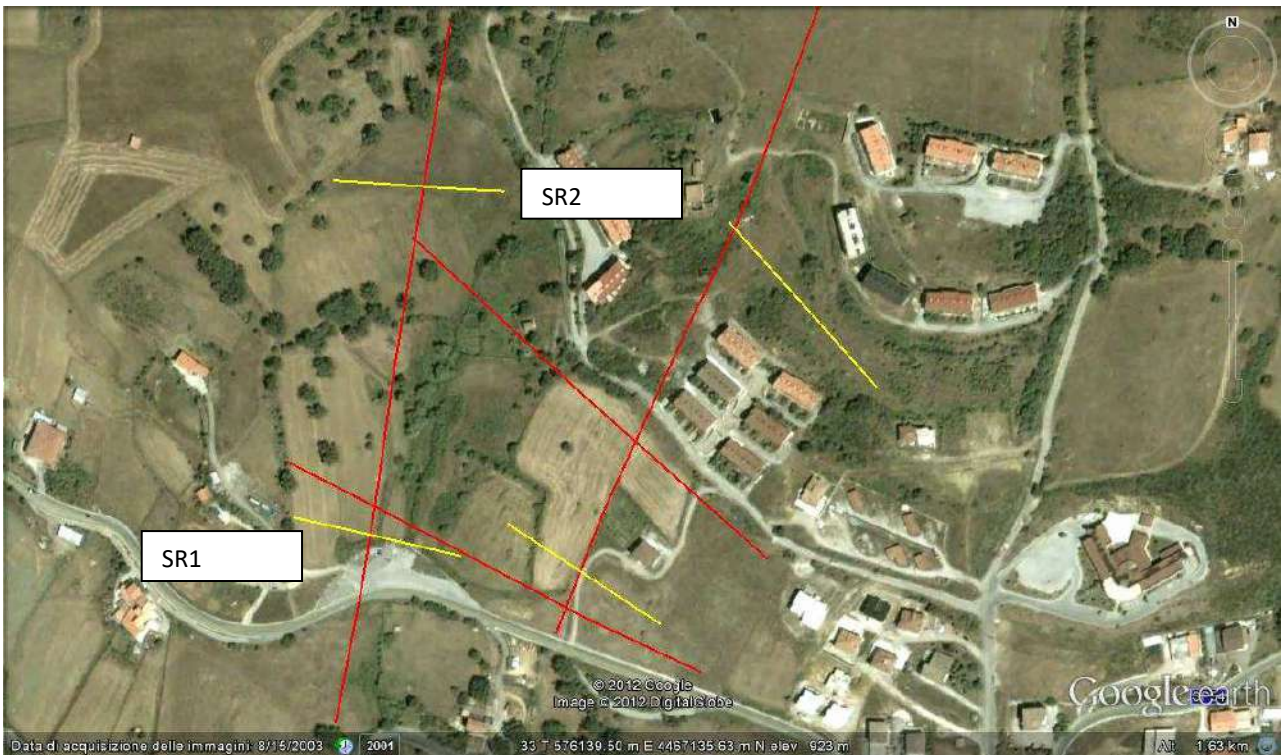 N
SR2
SR1
© 2012 Google
Image © 2012 DigitalGlobe
Google earth
Data di acquisizione delle immagini: 8/15/2003 2001 33 T 576139.50 m E 4467135.63 m N elev 923 m Alt 1.63 km